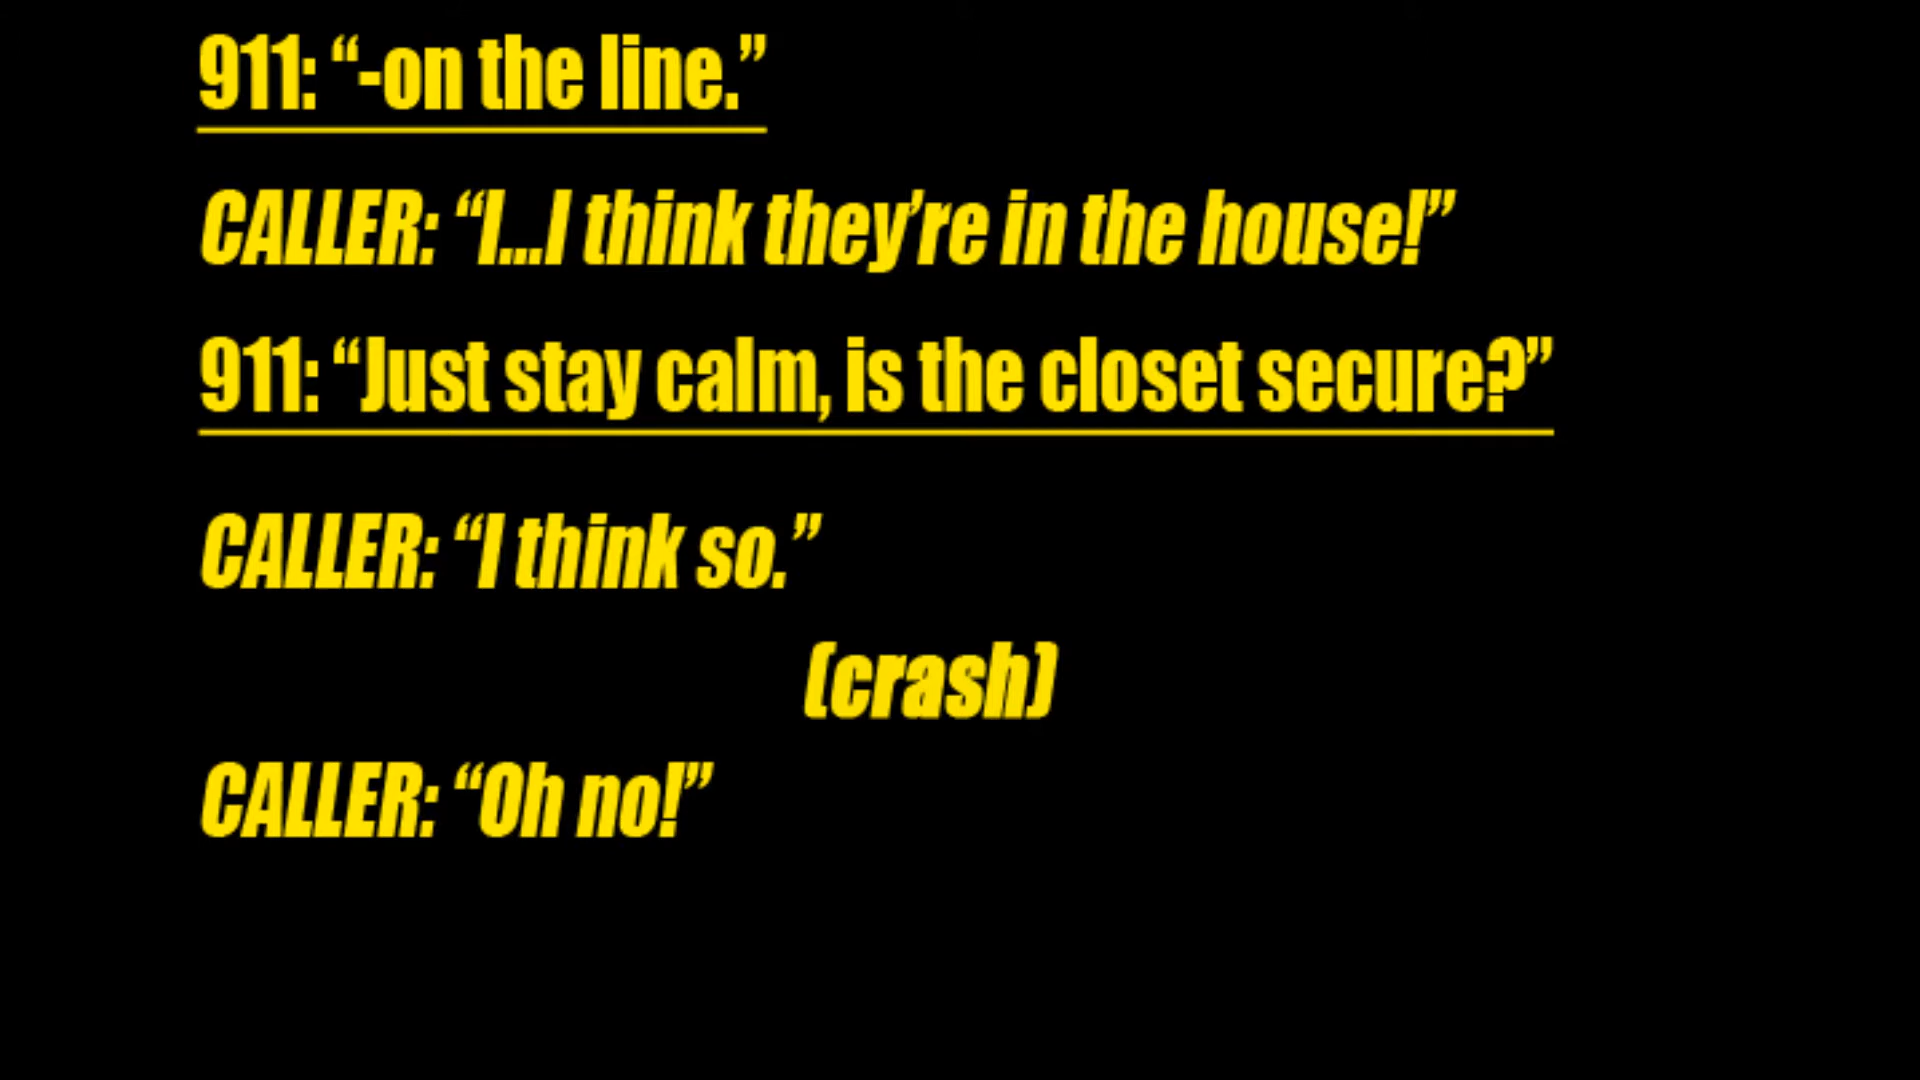 911: “-on the line.”
CALLER: “I...I think they’re in the house!”
911: “Just stay calm, is the closet secure?”
CALLER: “I think so.”
(crash)
CALLER: “Oh no!”